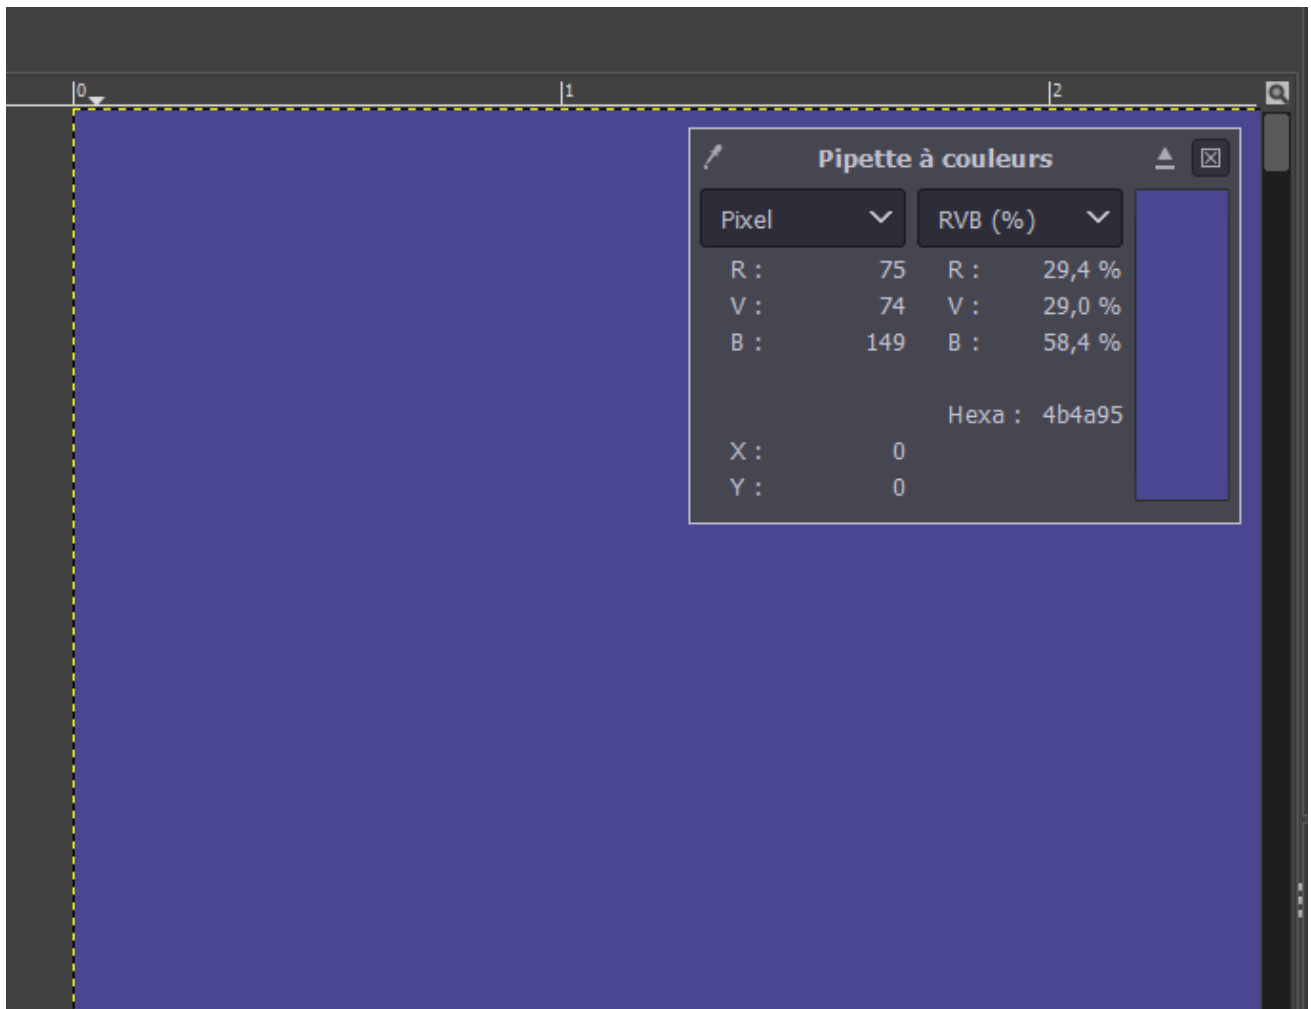 0 1 2
Pipette à couleurs
Pixel RVB (%)
R : 75 R : 29,4 %
V : 74 V : 29,0 %
B : 149 B : 58,4 %
Hexa : 4b4a95
X : 0
Y : 0